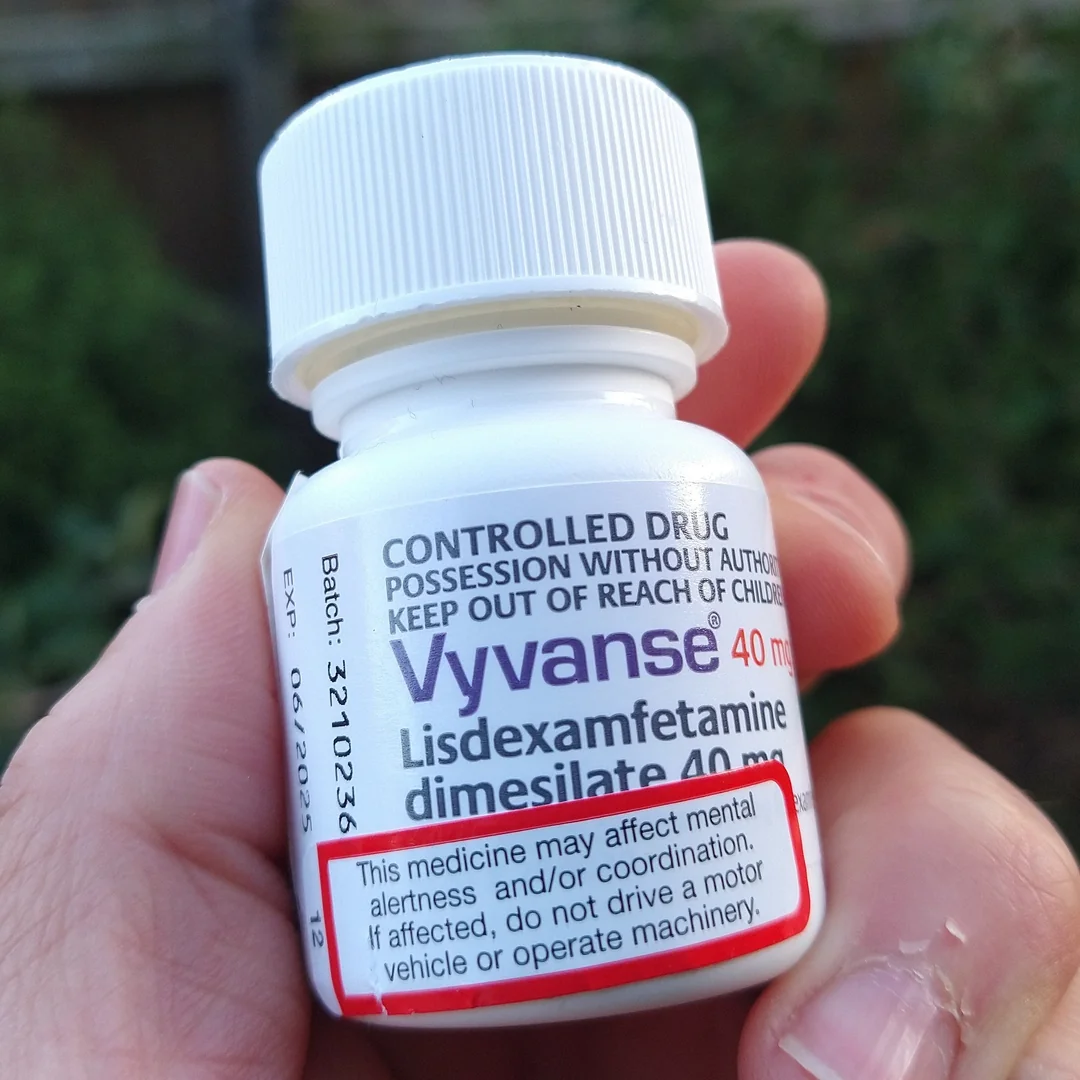 CONTROLLED DRUG
POSSESSION WITHOUT
KEEP OUT OF REACH OF
Vyvanse® 40 mg
Lisdexamfetamine
dimesilate 40 mg
This medicine may affect mental
alertness and/or coordination.
If affected, do not drive a motor
vehicle or operate machinery.
Batch: 3210236
EXP: 06/2025
12